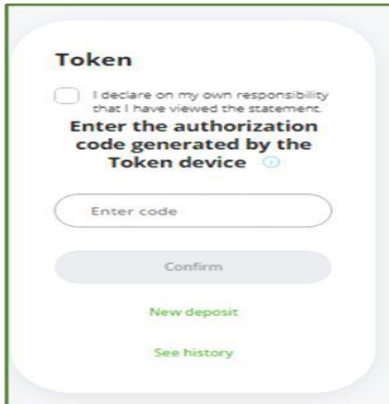 Token
I declare on my own responsibility
that I have viewed the statement.
Enter the authorization
code generated by the
Token device
Enter code
Confirm
New deposit
See history